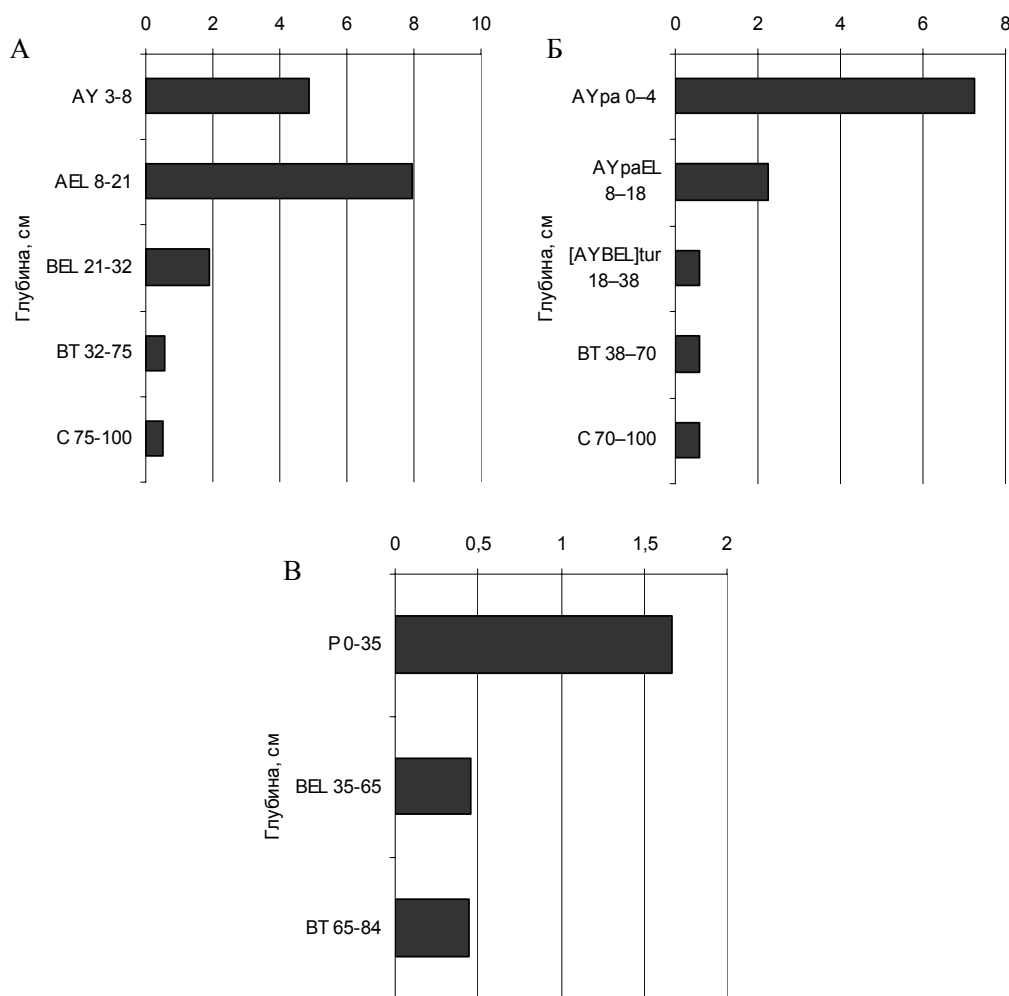 А
0 2 4 6 8 10
AY 3-8
AEL 8-21
BEL 21-32
BT 32-75
C 75-100
Глубина, см
Б
0 2 4 6 8
AYpa 0–4
AYpaEL
8–18
[AYBEL]tur
18–38
BT 38–70
C 70–100
Глубина, см
В
0 0,5 1 1,5 2
P 0-35
BEL 35-65
BT 65-84
Глубина, см